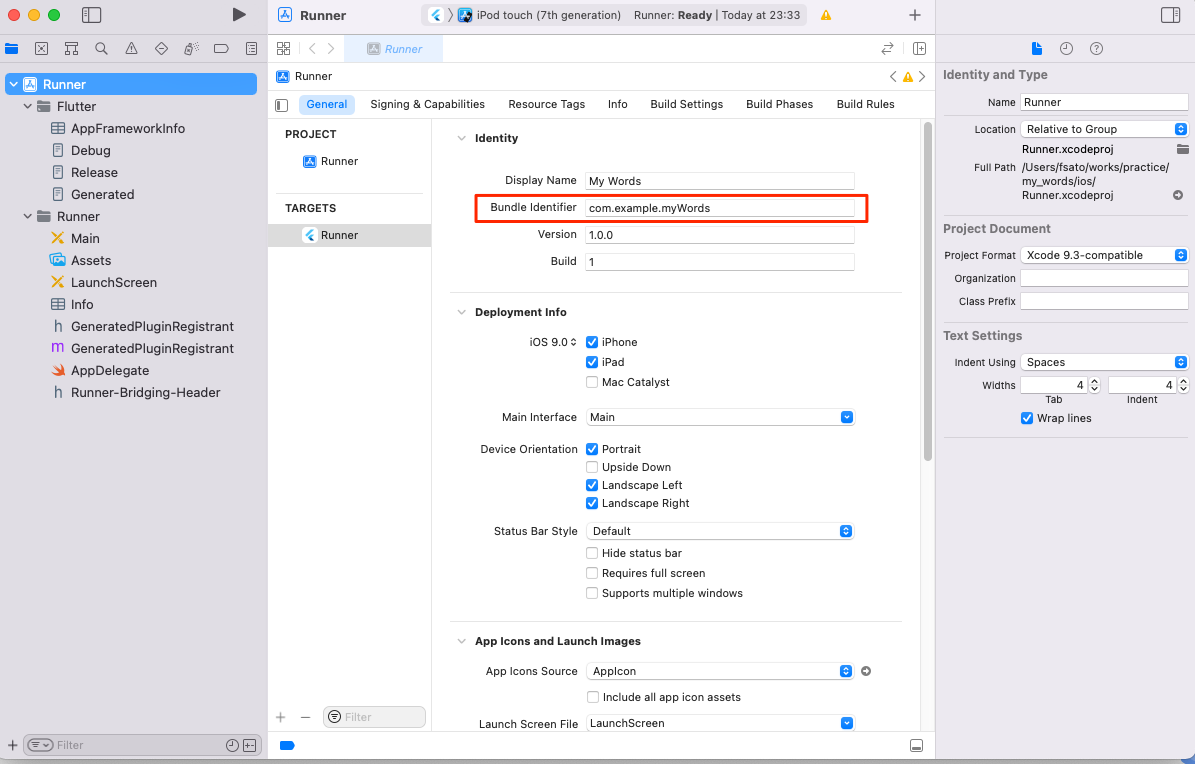 Runner
iPod touch (7th generation)
Runner: Ready | Today at 23:33
Runner
Runner
Flutter
AppFrameworkInfo
Debug
Release
Generated
Runner
Main
Assets
LaunchScreen
Info
GeneratedPluginRegistrant
GeneratedPluginRegistrant
AppDelegate
Runner-Bridging-Header
Filter
Runner
General
Signing & Capabilities
Resource Tags
Info
Build Settings
Build Phases
Build Rules
PROJECT
Runner
TARGETS
Runner
Filter
Identity
Display Name My Words
Bundle Identifier com.example.myWords
Version 1.0.0
Build 1
Deployment Info
iOS 9.0 iPhone
iPad
Mac Catalyst
Main Interface Main
Device Orientation Portrait
Upside Down
Landscape Left
Landscape Right
Status Bar Style Default
Hide status bar
Requires full screen
Supports multiple windows
App Icons and Launch Images
App Icons Source AppIcon
Include all app icon assets
Launch Screen File LaunchScreen
Identity and Type
Name Runner
Location Relative to Group
Runner.xcodeproj
Full Path /Users/fsato/works/practice/
my_words/ios/
Runner.xcodeproj
Project Document
Project Format Xcode 9.3-compatible
Organization
Class Prefix
Text Settings
Indent Using Spaces
Widths 4 4
Tab Indent
Wrap lines